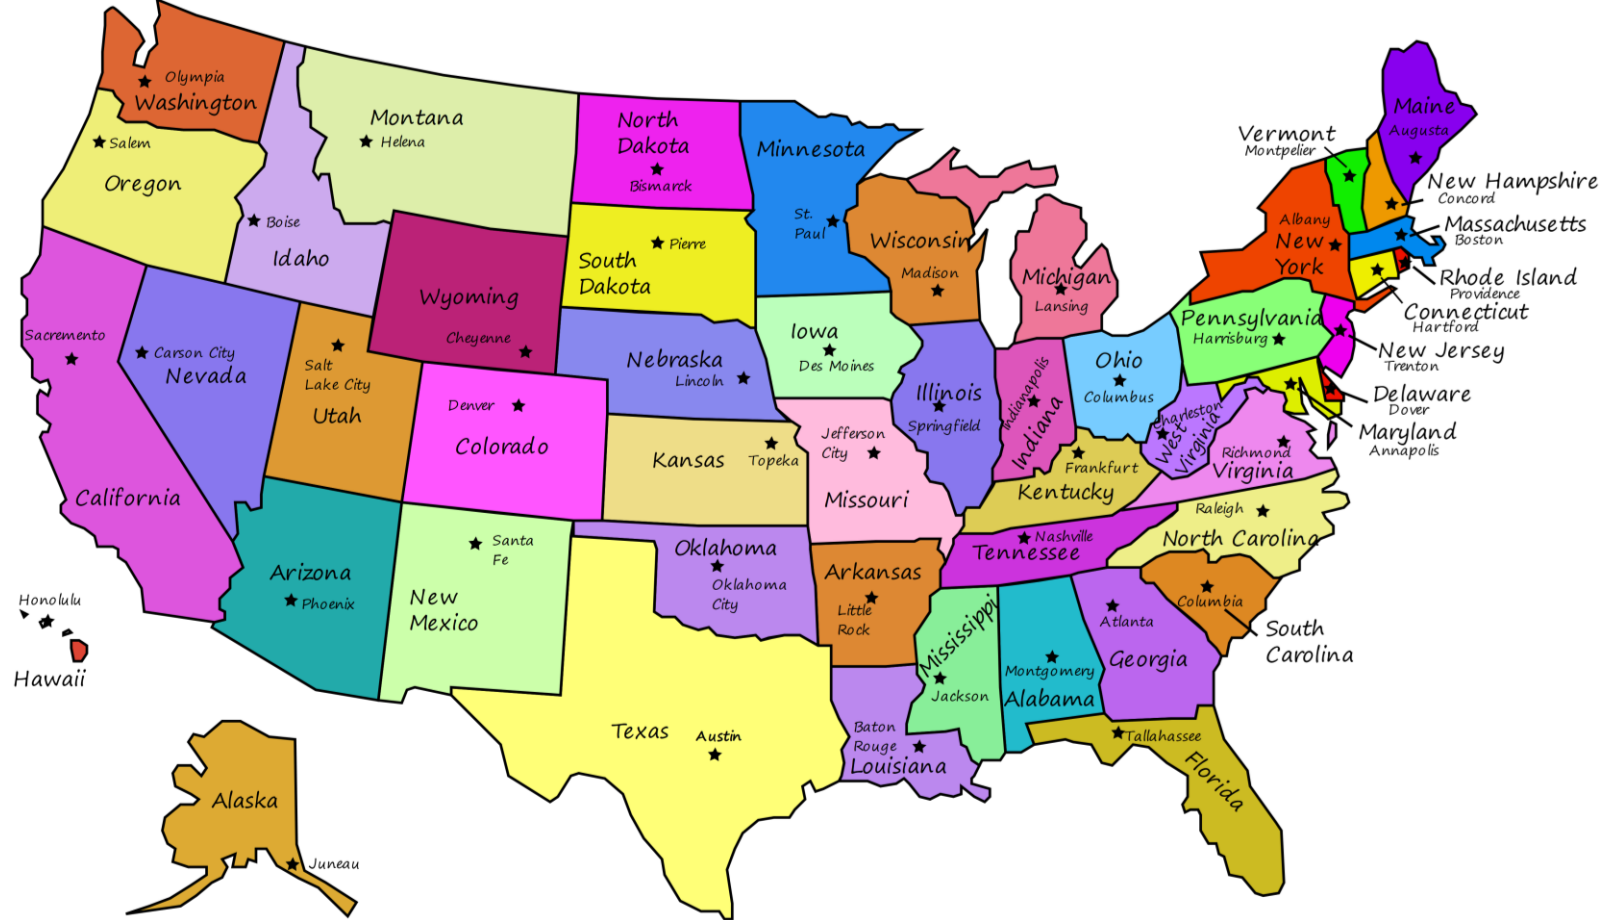 Olympia
Washington
Salem
Oregon
Boise
Idaho
Montana
Helena
North
Dakota
Bismarck
Minnesota
St.
Paul
Wisconsin
Madison
Michigan
Lansing
Wyoming
Cheyenne
South
Dakota
Pierre
Sacremento
California
Carson City
Nevada
Salt
Lake City
Utah
Denver
Colorado
Nebraska
Lincoln
Iowa
Des Moines
Kansas
Topeka
Jefferson
City
Missouri
Illinois
Springfield
Indianapolis
Indiana
Ohio
Columbus
Charleston
West
Virginia
Frankfurt
Kentucky
Richmond
Virginia
Raleigh
North Carolina
Nashville
Tennessee
Arizona
Phoenix
Santa
Fe
New
Mexico
Oklahoma
Oklahoma
City
Arkansas
Little
Rock
Texas
Austin
Baton
Rouge
Louisiana
Mississippi
Jackson
Montgomery
Alabama
Atlanta
Georgia
Columbia
South
Carolina
Tallahassee
Florida
Maine
Augusta
Vermont
Montpelier
New Hampshire
Concord
Massachusetts
Boston
Albany
New
York
Rhode Island
Providence
Connecticut
Hartford
Pennsylvania
Harrisburg
New Jersey
Trenton
Delaware
Dover
Maryland
Annapolis
Honolulu
Hawaii
Alaska
Juneau